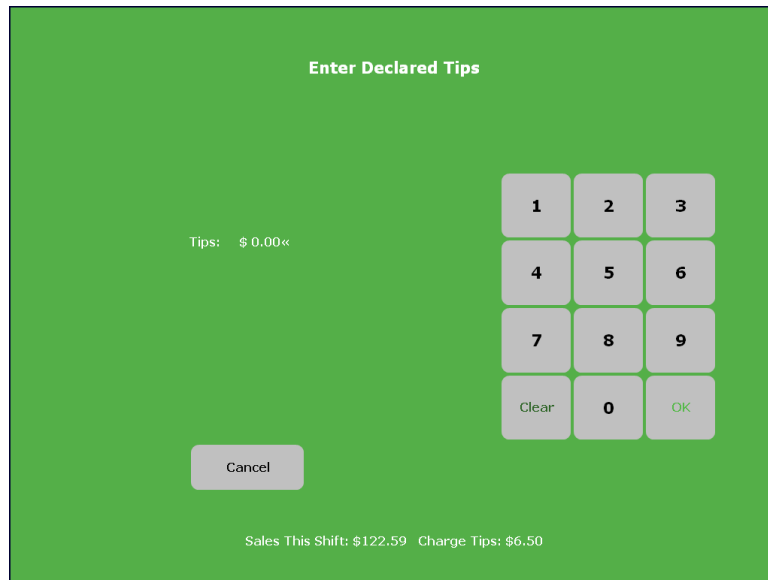 Enter Declared Tips
Tips: $ 0.00«
1 2 3
4 5 6
7 8 9
Clear 0 OK
Cancel
Sales This Shift: $122.59 Charge Tips: $6.50